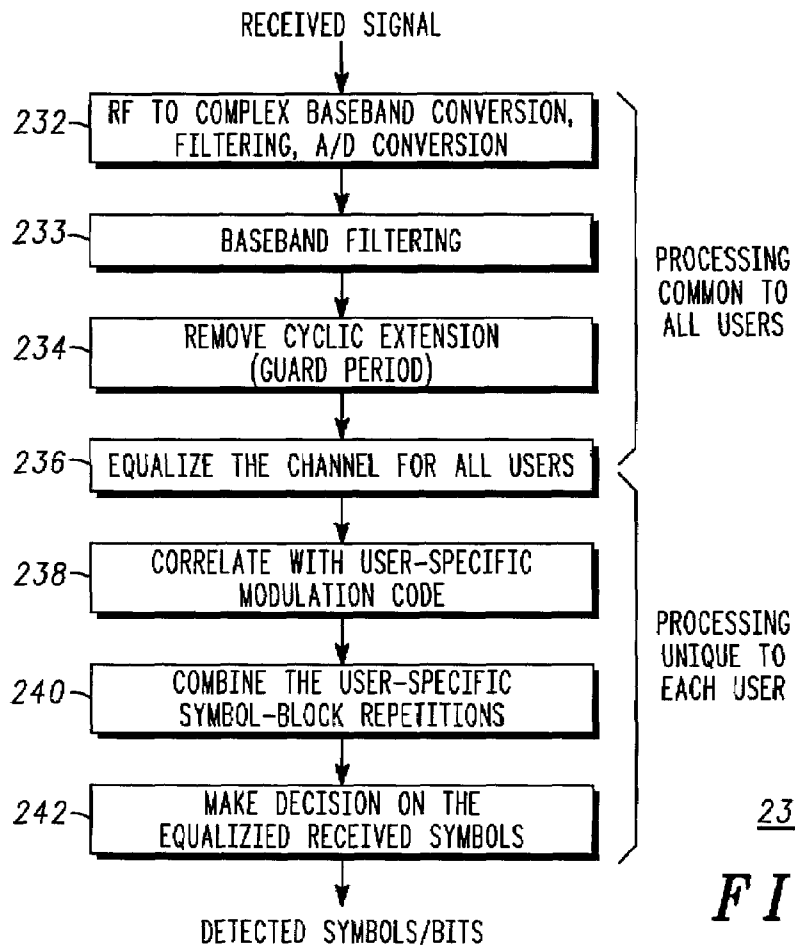 RECEIVED SIGNAL
232
RF TO COMPLEX BASEBAND CONVERSION,
FILTERING, A/D CONVERSION
233
BASEBAND FILTERING
234
REMOVE CYCLIC EXTENSION
(GUARD PERIOD)
PROCESSING
COMMON TO
ALL USERS
236
EQUALIZE THE CHANNEL FOR ALL USERS
238
CORRELATE WITH USER-SPECIFIC
MODULATION CODE
240
COMBINE THE USER-SPECIFIC
SYMBOL-BLOCK REPETITIONS
PROCESSING
UNIQUE TO
EACH USER
242
MAKE DECISION ON THE
EQUALIZIED RECEIVED SYMBOLS
DETECTED SYMBOLS/BITS
23
FI